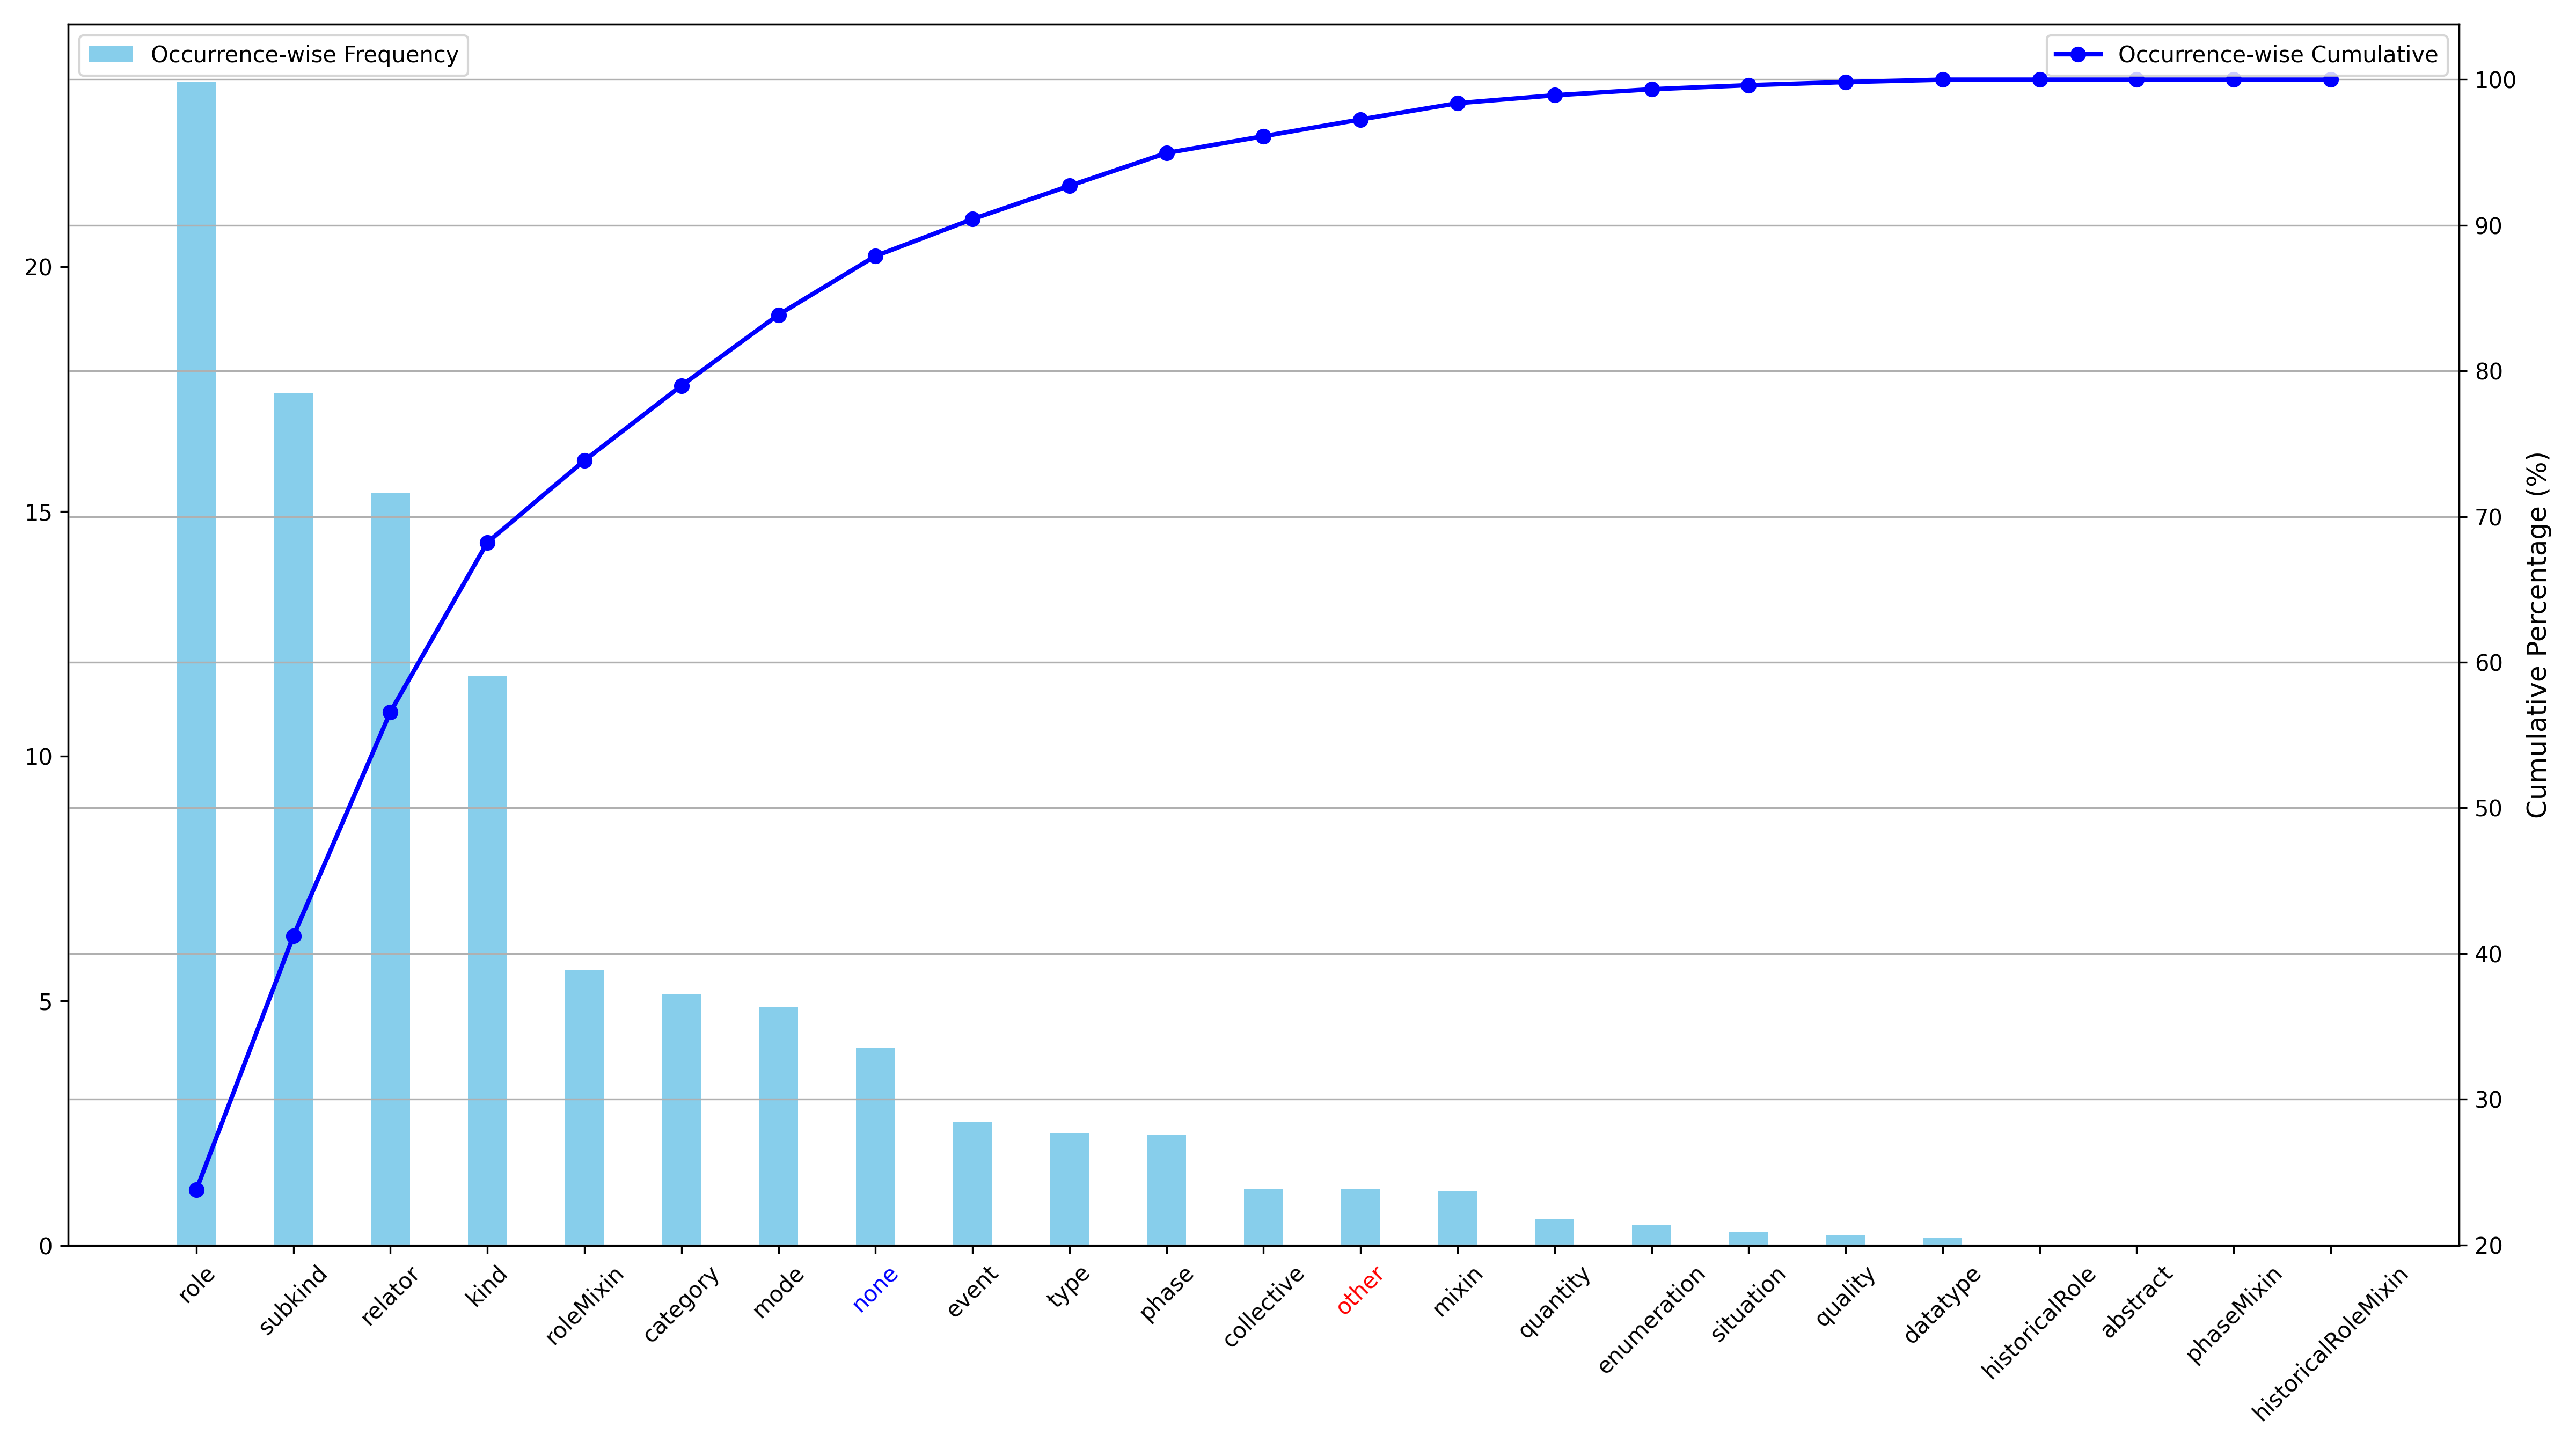 Occurrence-wise Frequency
Occurrence-wise Cumulative
20
15
10
5
0
100
90
80
70
60
50
40
30
20
Cumulative Percentage (%)
role
subkind
relator
kind
roleMixin
category
mode
none
event
type
phase
collective
other
mixin
quantity
enumeration
situation
quality
datatype
historicalRole
abstract
phaseMixin
historicalRoleMixin